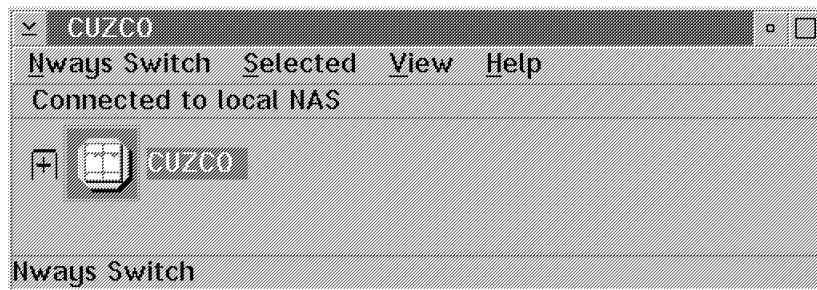 CUZCO
Nways Switch Selected View Help
Connected to local NAS
CUZCO
Nways Switch